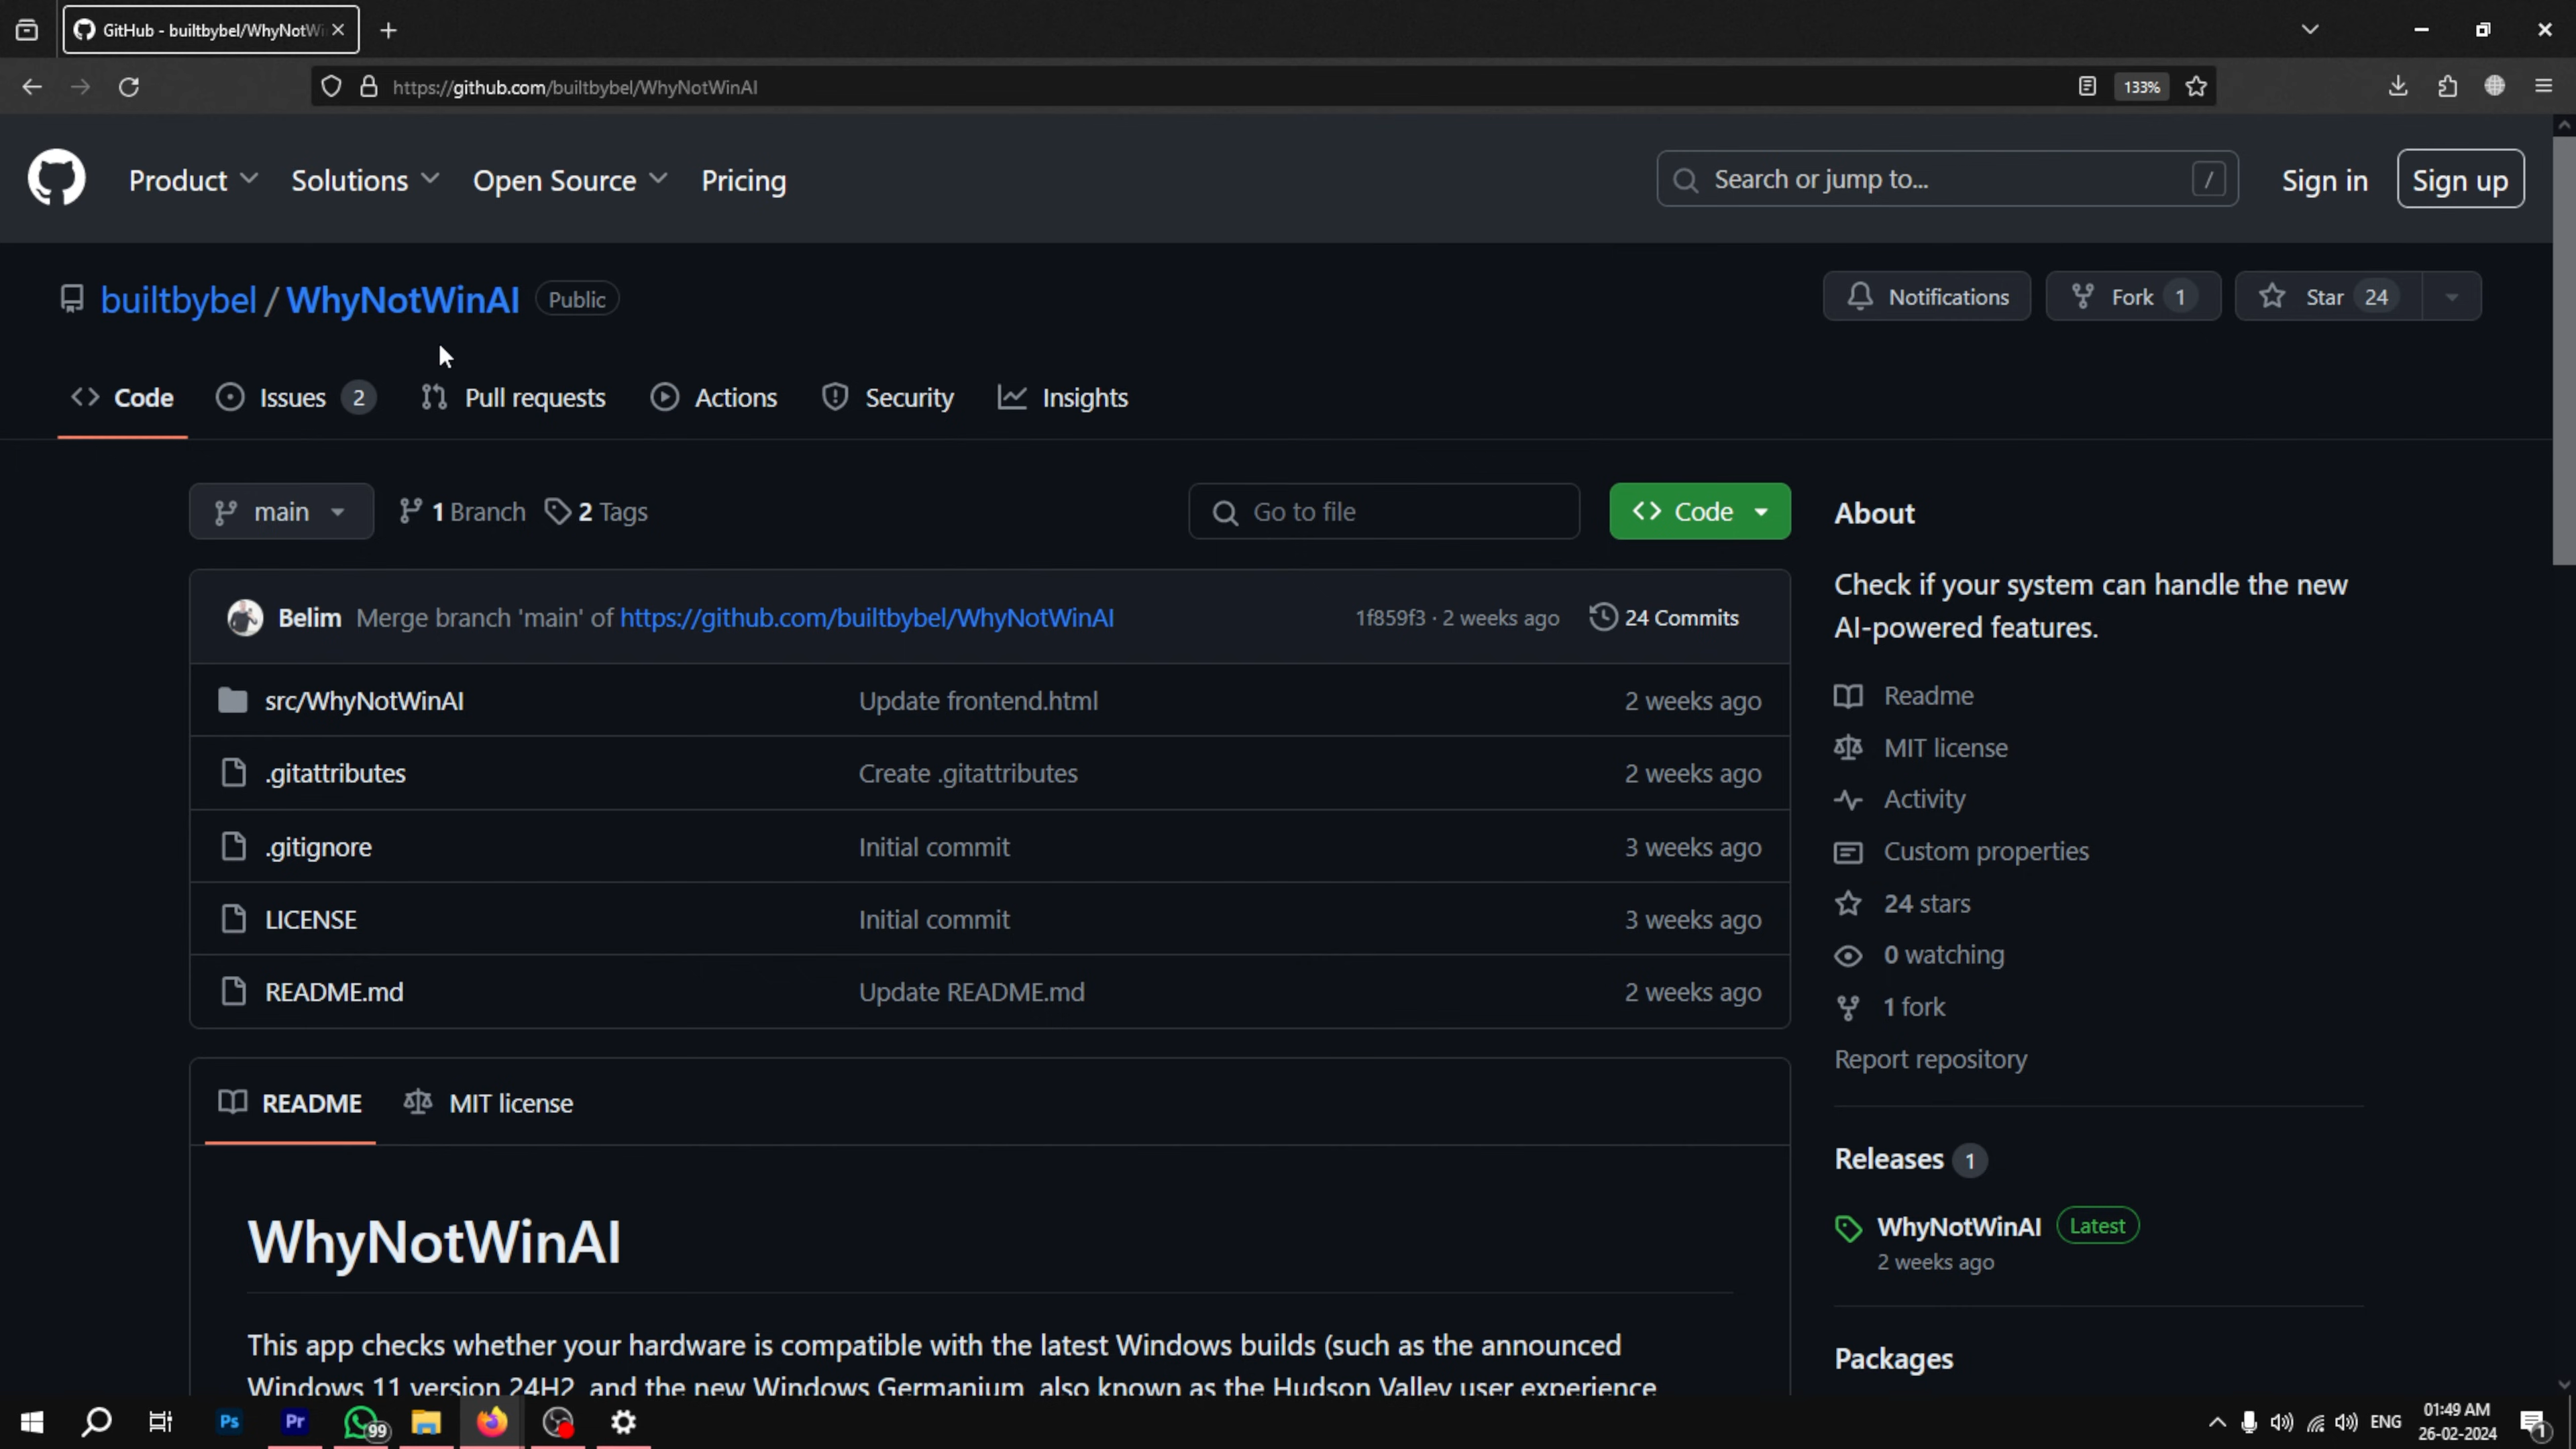 GitHub - builtbybel/WhyNotWi
https://github.com/builtbybel/WhyNotWinAI
133%
Product
Solutions
Open Source
Pricing
Search or jump to...
/
Sign in
Sign up
builtbybel / WhyNotWinAI
Public
Notifications
Fork 1
Star 24
Code
Issues 2
Pull requests
Actions
Security
Insights
main
1 Branch
2 Tags
Go to file
Code
About
Check if your system can handle the new
AI-powered features.
Belim Merge branch 'main' of https://github.com/builtbybel/WhyNotWinAI
1f859f3 · 2 weeks ago
24 Commits
src/WhyNotWinAI Update frontend.html 2 weeks ago
.gitattributes Create .gitattributes 2 weeks ago
.gitignore Initial commit 3 weeks ago
LICENSE Initial commit 3 weeks ago
README.md Update README.md 2 weeks ago
Readme
MIT license
Activity
Custom properties
24 stars
0 watching
1 fork
Report repository
README
MIT license
Releases 1
WhyNotWinAI Latest
2 weeks ago
Packages
WhyNotWinAI
This app checks whether your hardware is compatible with the latest Windows builds (such as the announced
Windows 11 version 24H2, and the new Windows Germanium, also known as the Hudson Valley user experience
Ps
Pr
99
ENG
01:49 AM
26-02-2024
1